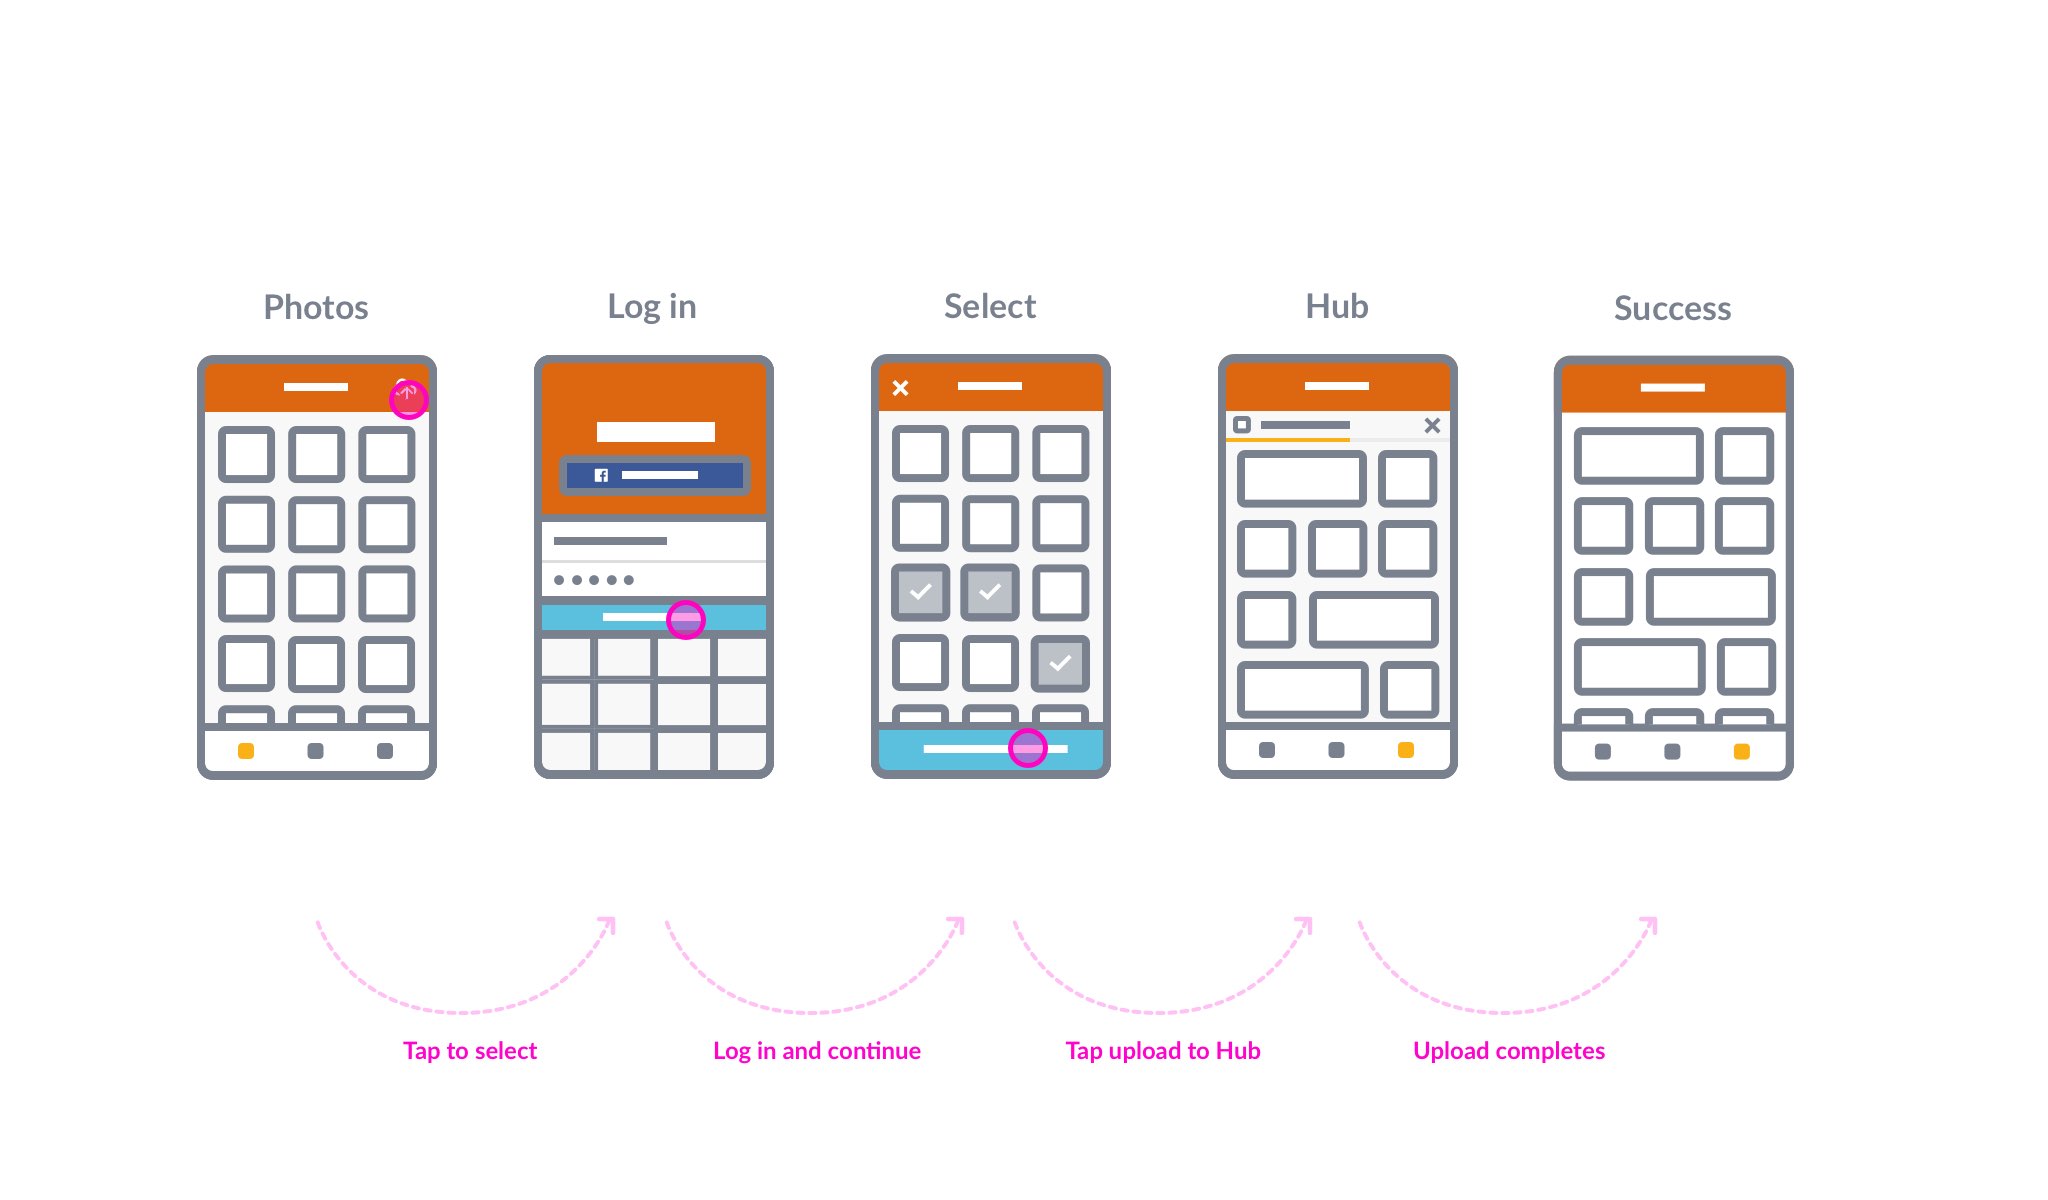 Photos
Log in
Select
Hub
Success
Tap to select
Log in and continue
Tap upload to Hub
Upload completes